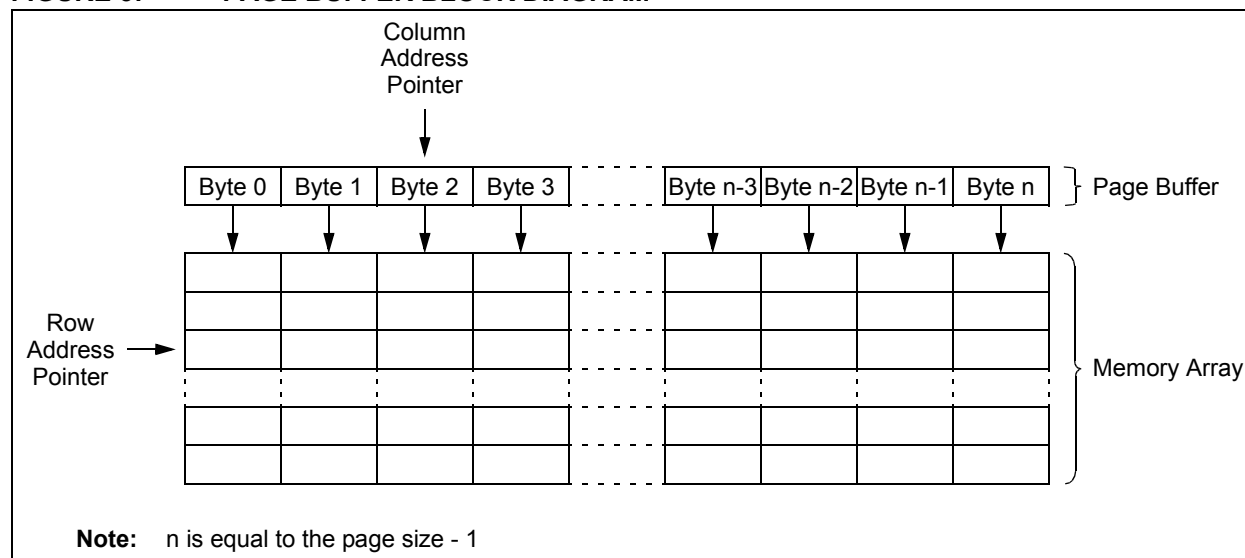 Column
Address
Pointer
Byte 0 Byte 1 Byte 2 Byte 3 Byte n-3 Byte n-2 Byte n-1 Byte n Page Buffer
Row
Address
Pointer
Memory Array
Note: n is equal to the page size - 1